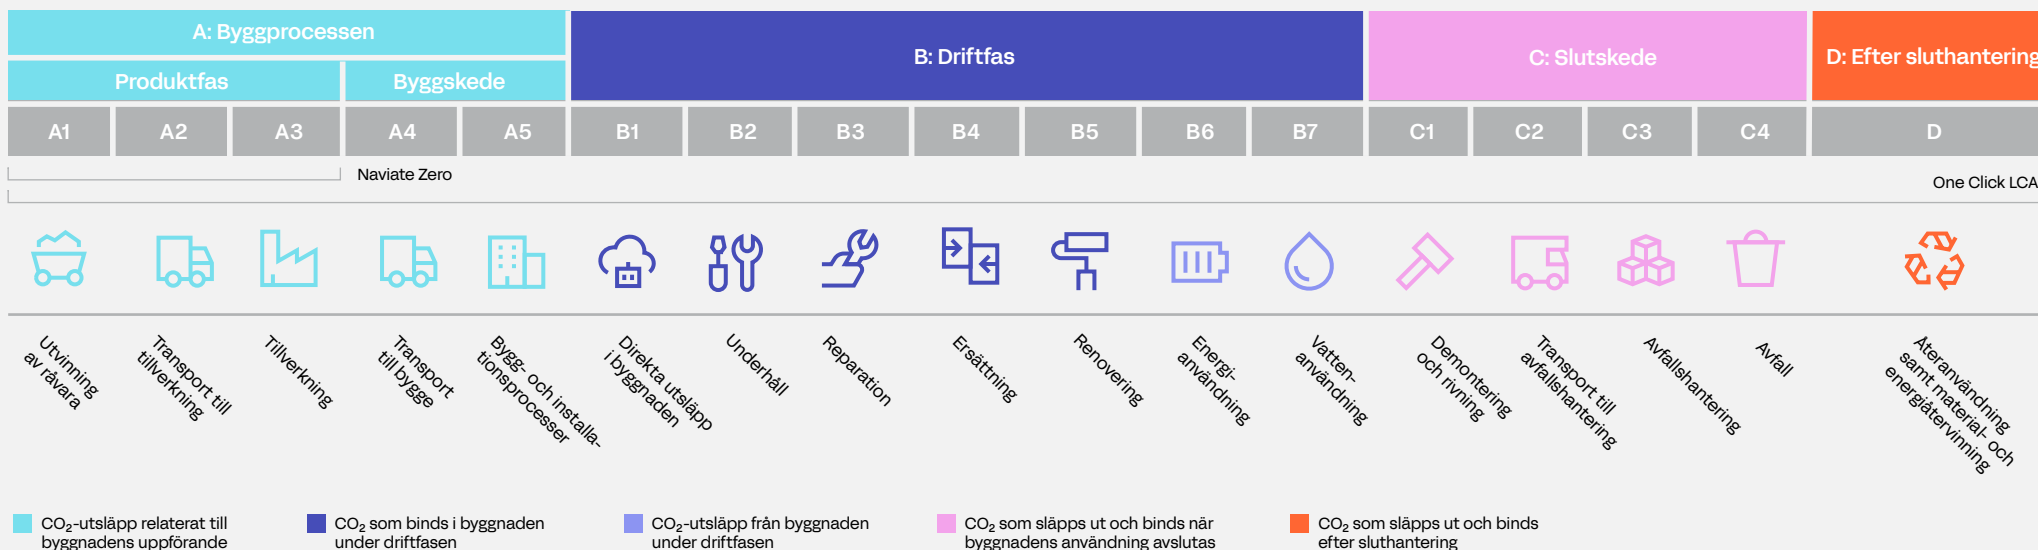 A: Byggprocessen
B: Driftfas
C: Slutskede
D: Efter sluthantering
Produktfas
Byggskede
A1
A2
A3
A4
A5
B1
B2
B3
B4
B5
B6
B7
C1
C2
C3
C4
D
Naviate Zero
One Click LCA
Utvinning
av råvara
Transport till
tillverkning
Tillverkning
Transport
till bygge
Bygg- och installa-
tionsprocesser
Direkta utsläpp
i byggnaden
Underhåll
Reparation
Ersättning
Renovering
Energi-
användning
Vatten-
användning
Demontering
och rivning
Transport till
avfallshantering
Avfallshantering
Avfall
Återanvändning
samt material- och
energiåtervinning
CO₂-utsläpp relaterat till
byggnadens uppförande
CO₂ som binds i byggnaden
under driftfasen
CO₂-utsläpp från byggnaden
under driftfasen
CO₂ som släpps ut och binds när
byggnadens användning avslutas
CO₂ som släpps ut och binds
efter sluthantering